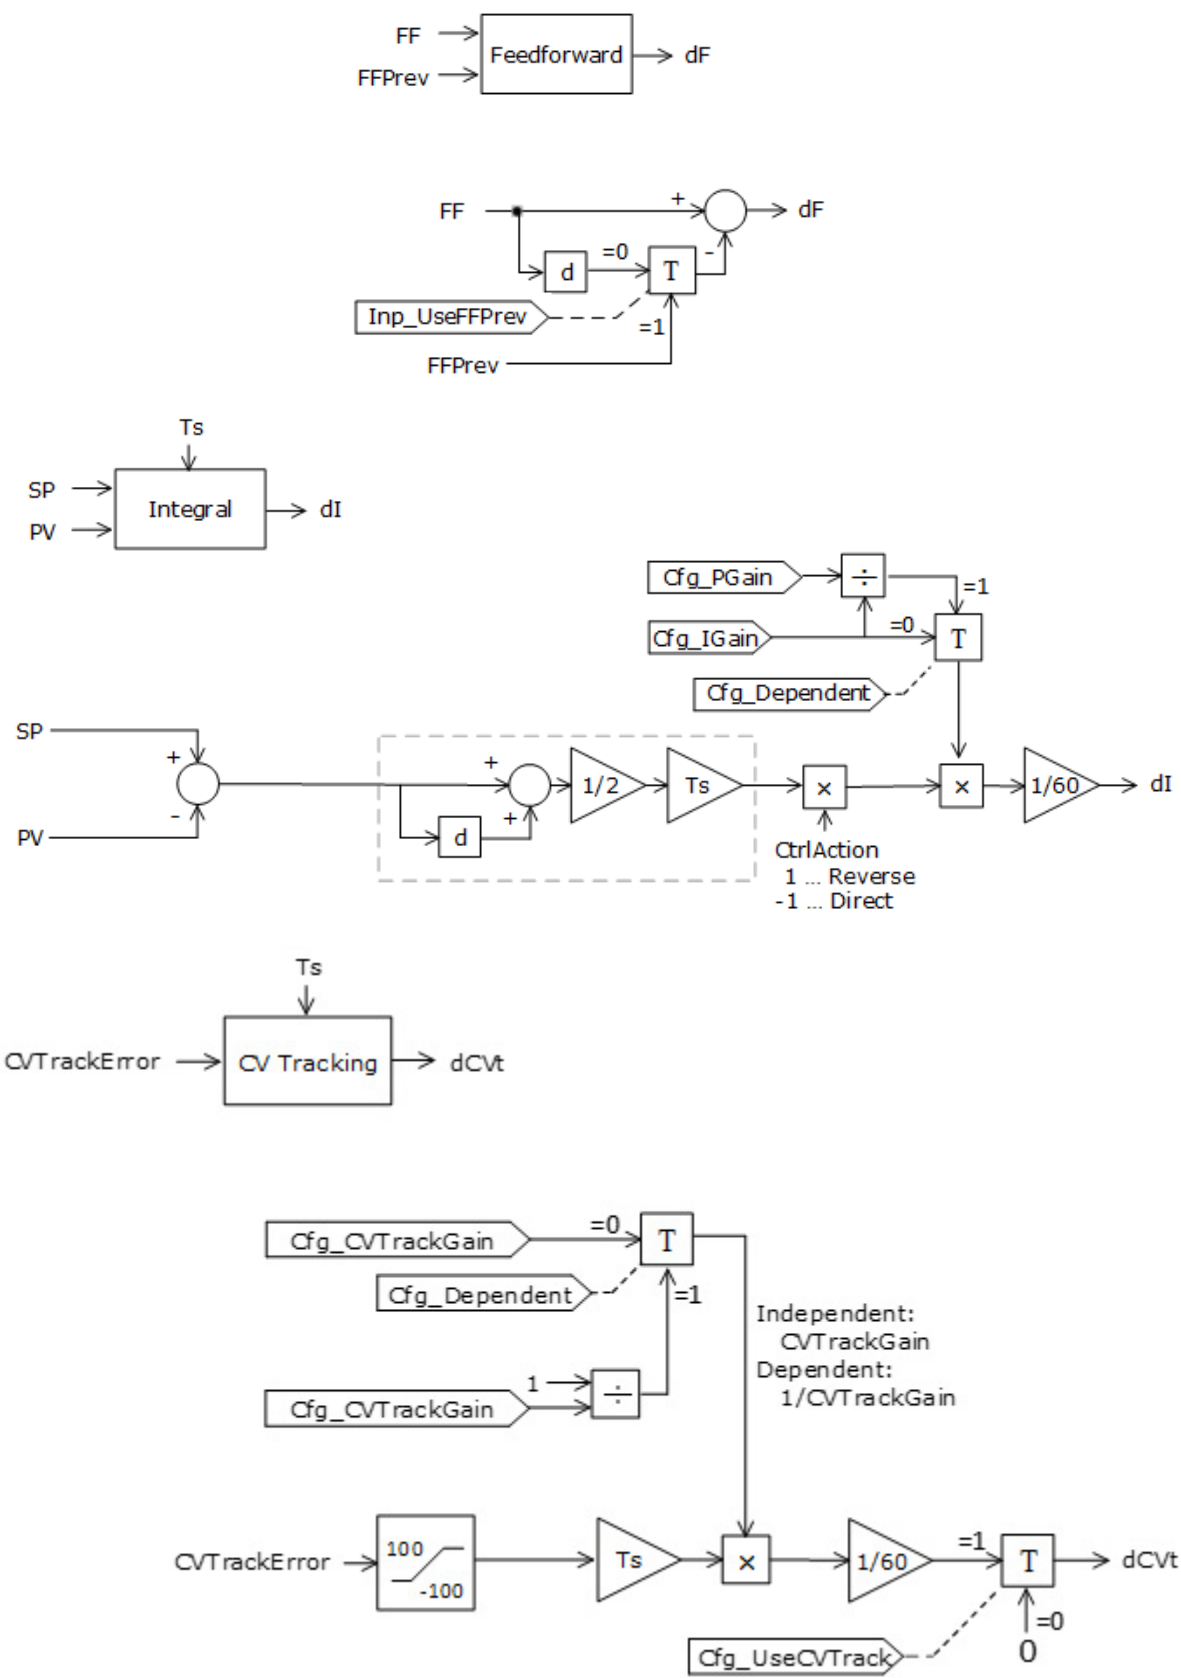 FF
FFPrev
Feedforward
dF
FF
+
dF
=0
-
d
T
Inp_UseFFPrev
=1
FFPrev
Ts
SP
PV
Integral
dI
Cfg_PGain
÷
=1
Cfg_IGain
=0
T
Cfg_Dependent
SP
+
-
PV
+
+
d
1/2
Ts
×
×
1/60
dI
CtrlAction
1 ... Reverse
-1 ... Direct
Ts
CVTrackError
CV Tracking
dCVt
Cfg_CVTrackGain
=0
T
Cfg_Dependent
=1
Independent:
CVTrackGain
Dependent:
1/CVTrackGain
1
÷
Cfg_CVTrackGain
CVTrackError
100
-100
Ts
×
1/60
=1
T
dCVt
=0
0
Cfg_UseCVTrack